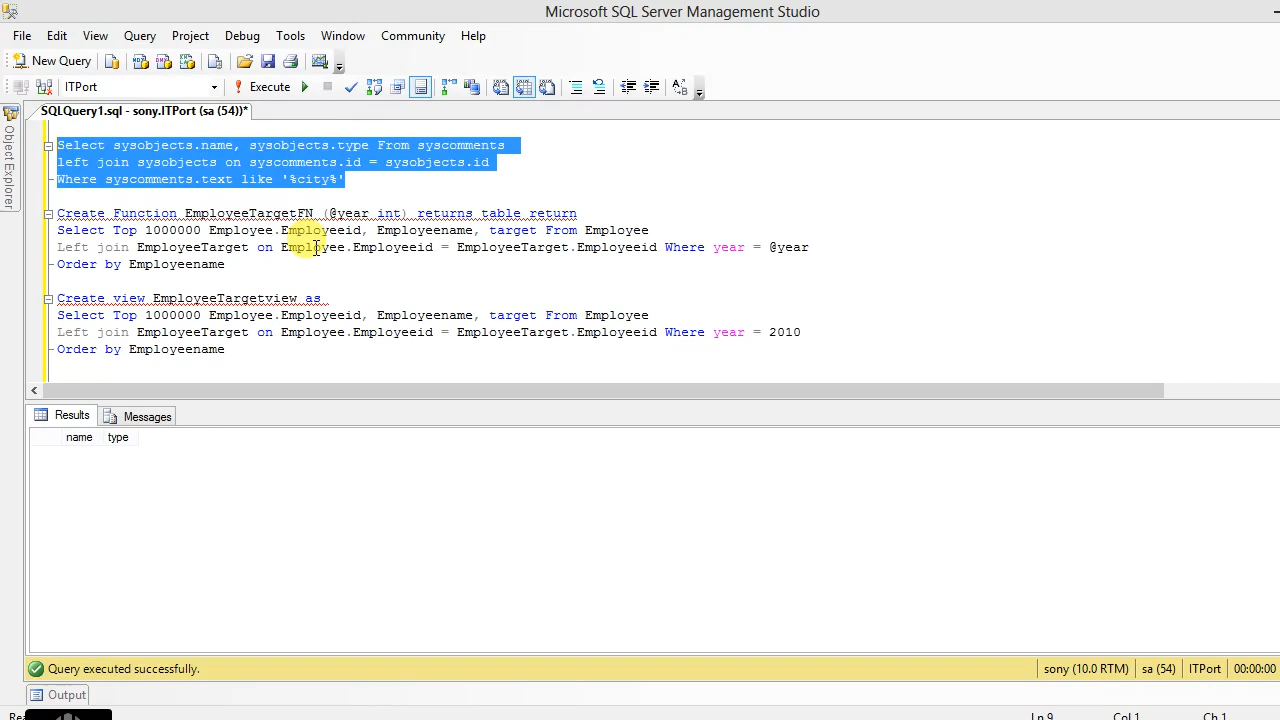 Microsoft SQL Server Management Studio
File Edit View Query Project Debug Tools Window Community Help
New Query
ITPort Execute
SQLQuery1.sql - sony.ITPort (sa (54))*
Object Explorer
Select sysobjects.name, sysobjects.type From syscomments
left join sysobjects on syscomments.id = sysobjects.id
Where syscomments.text like '%city%'
Create Function EmployeeTargetFN (@year int) returns table return
Select Top 1000000 Employee.Employeeid, Employeename, target From Employee
Left join EmployeeTarget on Employee.Employeeid = EmployeeTarget.Employeeid Where year = @year
Order by Employeename
Create view EmployeeTargetview as
Select Top 1000000 Employee.Employeeid, Employeename, target From Employee
Left join EmployeeTarget on Employee.Employeeid = EmployeeTarget.Employeeid Where year = 2010
Order by Employeename
Results Messages
name type
Query executed successfully. sony (10.0 RTM) sa (54) ITPort 00:00:00
Output
Ln 9 Col 1 Ch 1